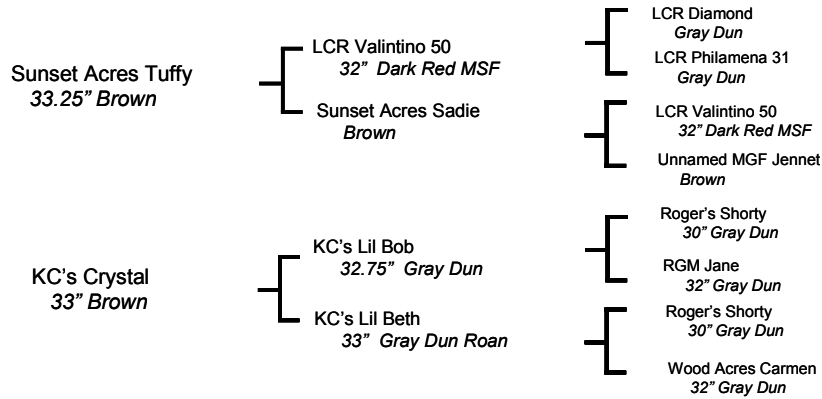 Sunset Acres Tuffy
33.25” Brown
LCR Valintino 50
32” Dark Red MSF
Sunset Acres Sadie
Brown
LCR Diamond
Gray Dun
LCR Philamena 31
Gray Dun
LCR Valintino 50
32” Dark Red MSF
Unnamed MGF Jennet
Brown
KC’s Crystal
33” Brown
KC’s Lil Bob
32.75” Gray Dun
KC’s Lil Beth
33” Gray Dun Roan
Roger’s Shorty
30” Gray Dun
RGM Jane
32” Gray Dun
Roger’s Shorty
30” Gray Dun
Wood Acres Carmen
32” Gray Dun